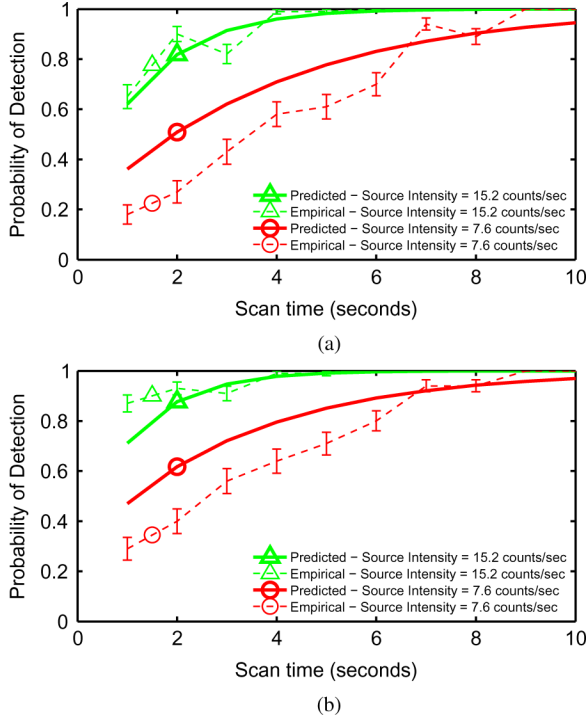 1
0.8
0.6
0.4
0.2
0
Probability of Detection
Predicted − Source Intensity = 15.2 counts/sec
Empirical − Source Intensity = 15.2 counts/sec
Predicted − Source Intensity = 7.6 counts/sec
Empirical − Source Intensity = 7.6 counts/sec
0 2 4 6 8 10
Scan time (seconds)
(a)
1
0.8
0.6
0.4
0.2
0
Probability of Detection
Predicted − Source Intensity = 15.2 counts/sec
Empirical − Source Intensity = 15.2 counts/sec
Predicted − Source Intensity = 7.6 counts/sec
Empirical − Source Intensity = 7.6 counts/sec
0 2 4 6 8 10
Scan time (seconds)
(b)